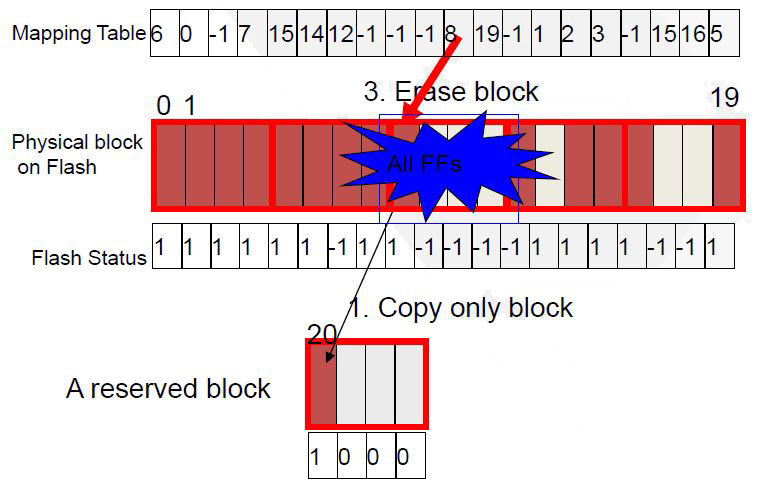 Mapping Table 6 0 -1 7 15 14 12 -1 -1 -1 8 19 -1 1 2 3 -1 15 16 5
3. Erase block
0 1 19
Physical block
on Flash
All FFs
Flash Status 1 1 1 1 1 1 -1 1 1 -1 -1 -1 -1 1 1 1 1 -1 -1 1
1. Copy only block
20
A reserved block
1 0 0 0